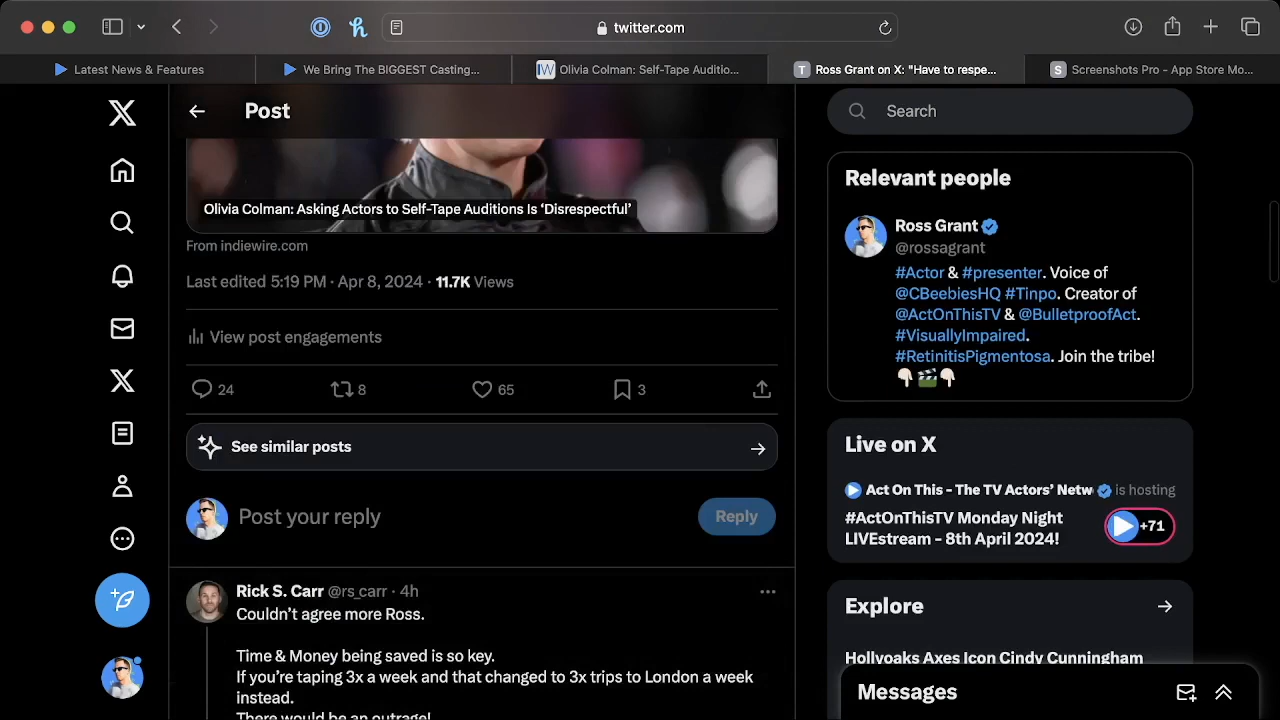 twitter.com
Latest News & Features
We Bring The BIGGEST Casting...
IW
Olivia Colman: Self-Tape Auditio...
T
Ross Grant on X: "Have to respe...
S
Screenshots Pro - App Store Mo...
Post
Search
Olivia Colman: Asking Actors to Self-Tape Auditions Is ‘Disrespectful’
From indiewire.com
Last edited 5:19 PM · Apr 8, 2024 · 11.7K Views
View post engagements
24
8
65
3
See similar posts
Post your reply
Reply
Rick S. Carr @rs_carr · 4h
Couldn’t agree more Ross.
Time & Money being saved is so key.
If you’re taping 3x a week and that changed to 3x trips to London a week
instead.
There would be an outrage!
Relevant people
Ross Grant
@rossagrant
#Actor & #presenter. Voice of
@CBeebiesHQ #Tinpo. Creator of
@ActOnThisTV & @BulletproofAct.
#VisuallyImpaired.
#RetinitisPigmentosa. Join the tribe!
Live on X
Act On This - The TV Actors’ Netw
is hosting
#ActOnThisTV Monday Night
LIVEstream - 8th April 2024!
+71
Explore
Hollyoaks Axes Icon Cindy Cunningham
Messages